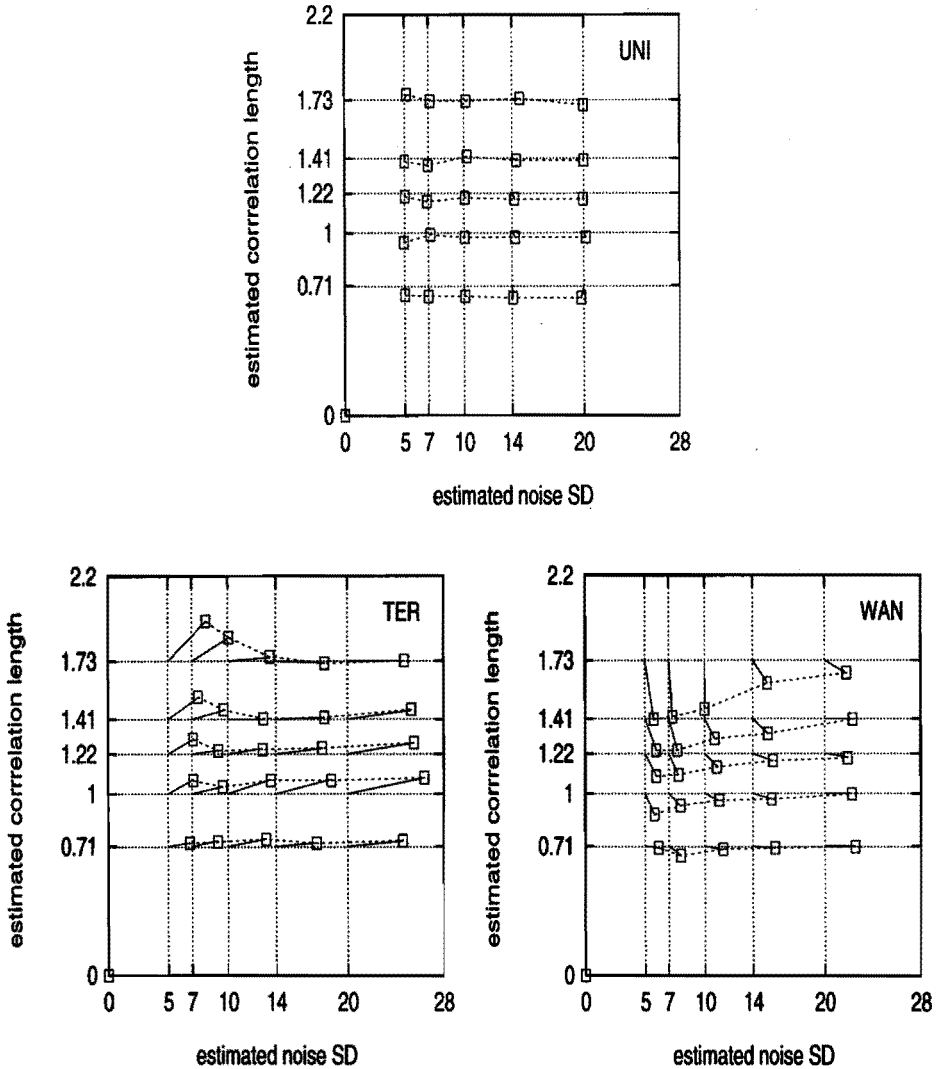 2.2
UNI
1.73
1.41
1.22
1
0.71
0
estimated corrrelation length
0 5 7 10 14 20 28
estimated noise SD
2.2
TER
1.73
1.41
1.22
1
0.71
0
estimated corrrelation length
0 5 7 10 14 20 28
estimated noise SD
2.2
WAN
1.73
1.41
1.22
1
0.71
0
estimated corrrelation length
0 5 7 10 14 20 28
estimated noise SD